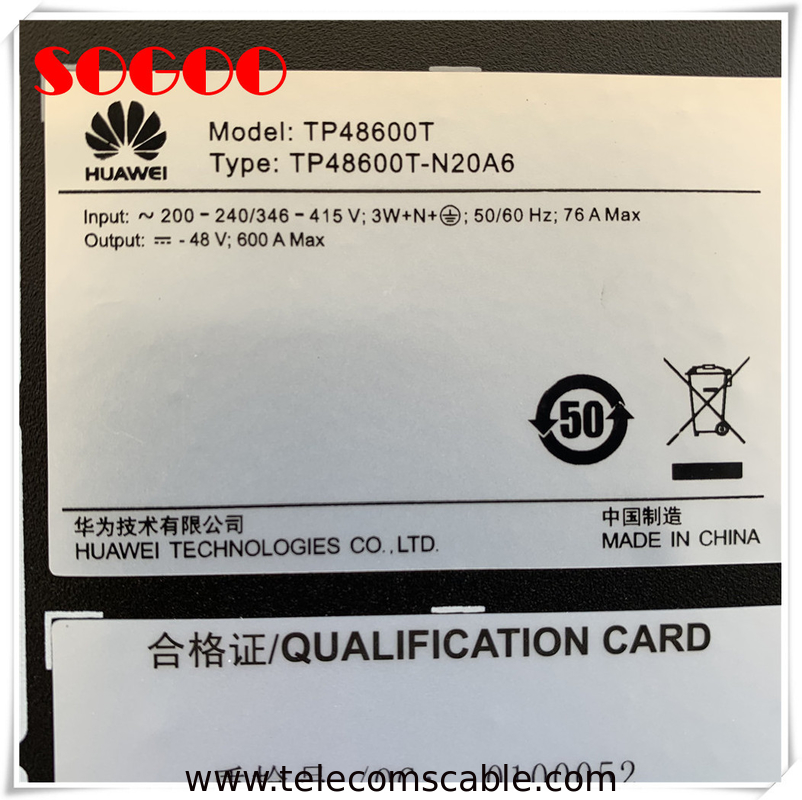 SOGOO
HUAWEI
Model: TP48600T
Type: TP48600T-N20A6
Input: ~ 200 - 240/346 - 415 V; 3W+N+⏚; 50/60 Hz; 76 A Max
Output: ⎓ - 48 V; 600 A Max
50
华为技术有限公司
HUAWEI TECHNOLOGIES CO.,LTD.
中国制造
MADE IN CHINA
合格证/QUALIFICATION CARD
0100052
www.telecomscable.com